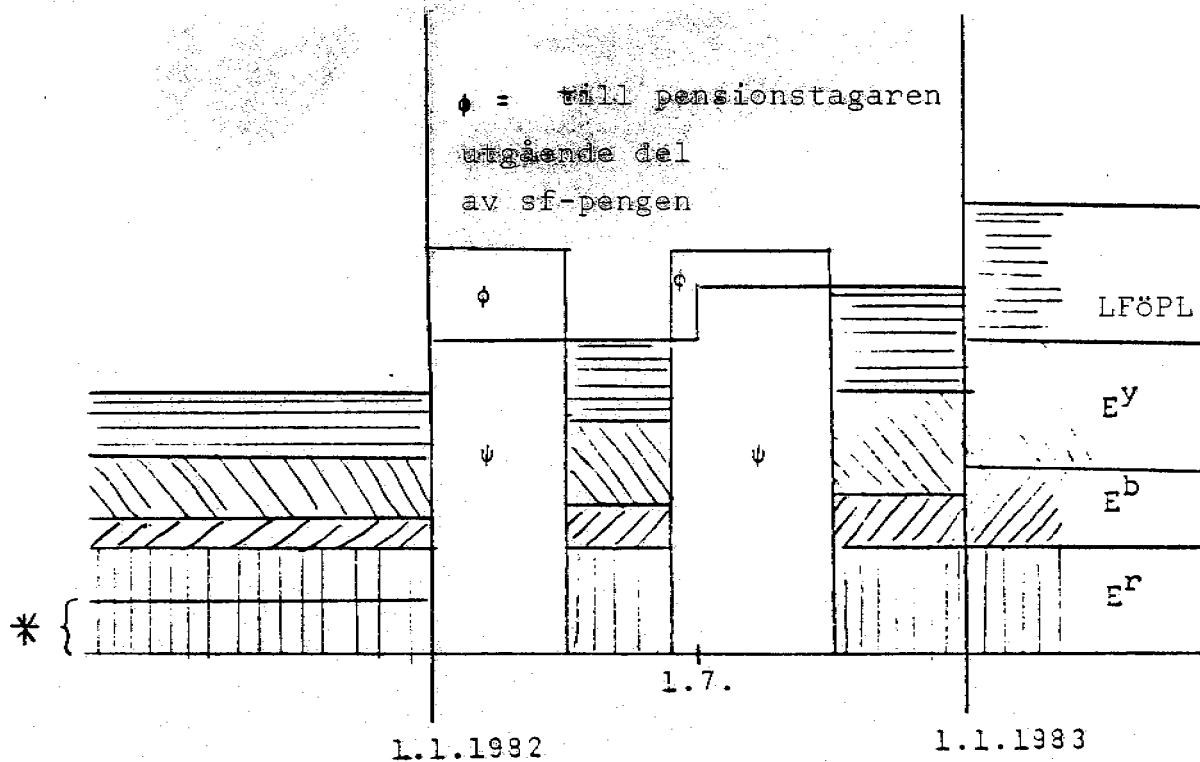 φ = till pensionstagaren
utgående del
av sf-pengen
φ
φ
LFöPL
E^y
ψ
ψ
E^b
E^r
*
1.7.
1.1.1982
1.1.1983